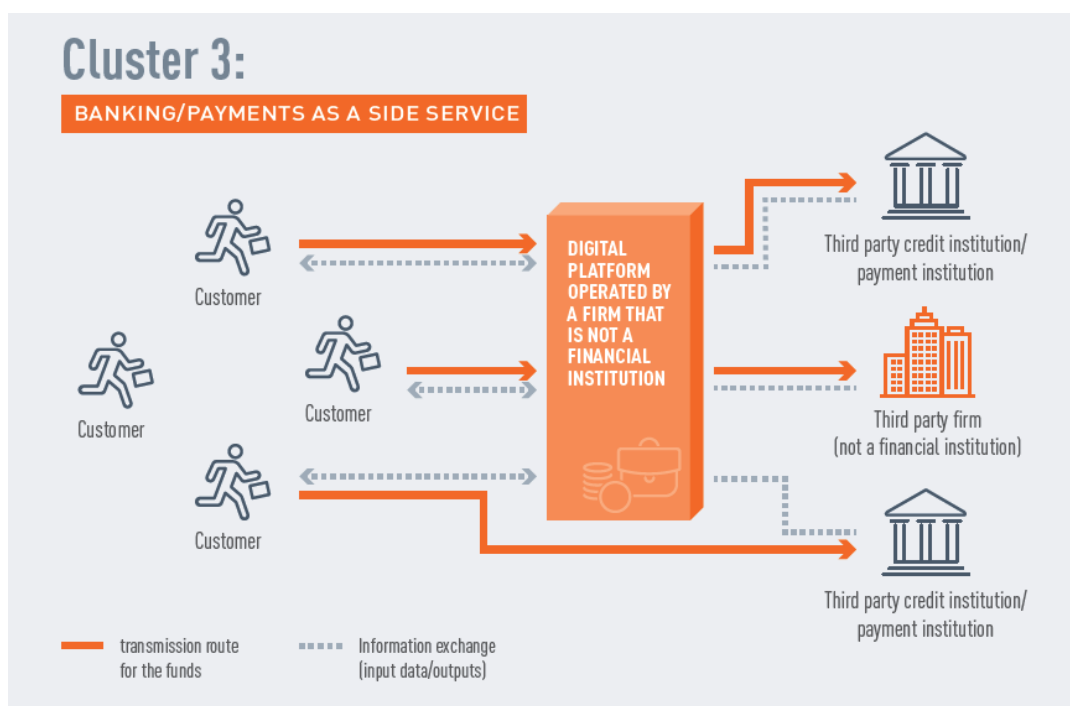 Cluster 3:
BANKING/PAYMENTS AS A SIDE SERVICE
Customer
Customer
Customer
Customer
DIGITAL
PLATFORM
OPERATED BY
A FIRM THAT
IS NOT A
FINANCIAL
INSTITUTION
Third party credit institution/
payment institution
Third party firm
(not a financial institution)
Third party credit institution/
payment institution
transmission route
for the funds
Information exchange
(input data/outputs)